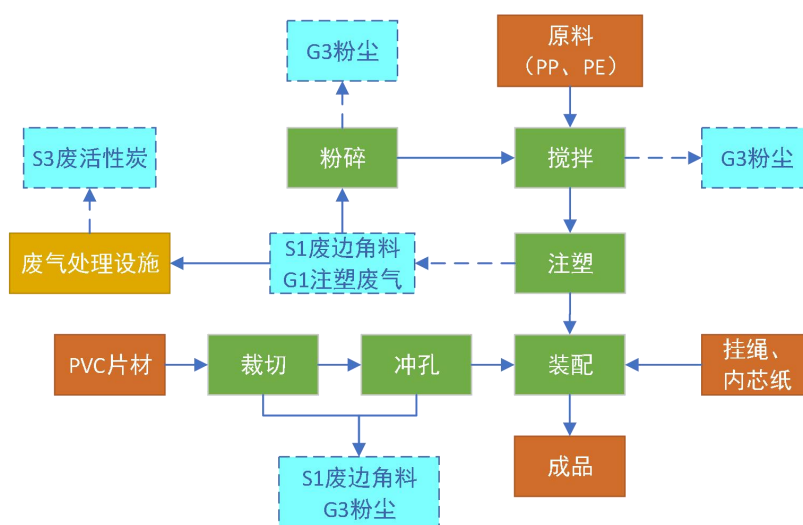 G3粉尘
原料
（PP、PE）
S3废活性炭
粉碎
搅拌
G3粉尘
废气处理设施
S1废边角料
G1注塑废气
注塑
PVC片材
裁切
冲孔
装配
挂绳、
内芯纸
S1废边角料
G3粉尘
成品